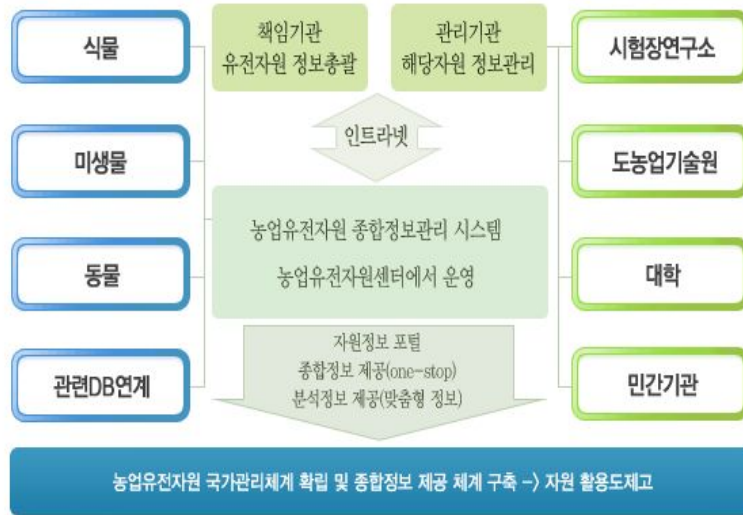 식물
책임기관
유전자원 정보총괄
관리기관
해당자원 정보관리
시험장연구소
인트라넷
미생물
도농업기술원
농업유전자원 종합정보관리 시스템
농업유전자원센터에서 운영
동물
대학
자원정보 포털
종합정보 제공(one-stop)
분석정보 제공(맞춤형 정보)
관련DB연계
민간기관
농업유전자원 국가관리체계 확립 및 종합정보 제공 체계 구축 -> 자원 활용도제고